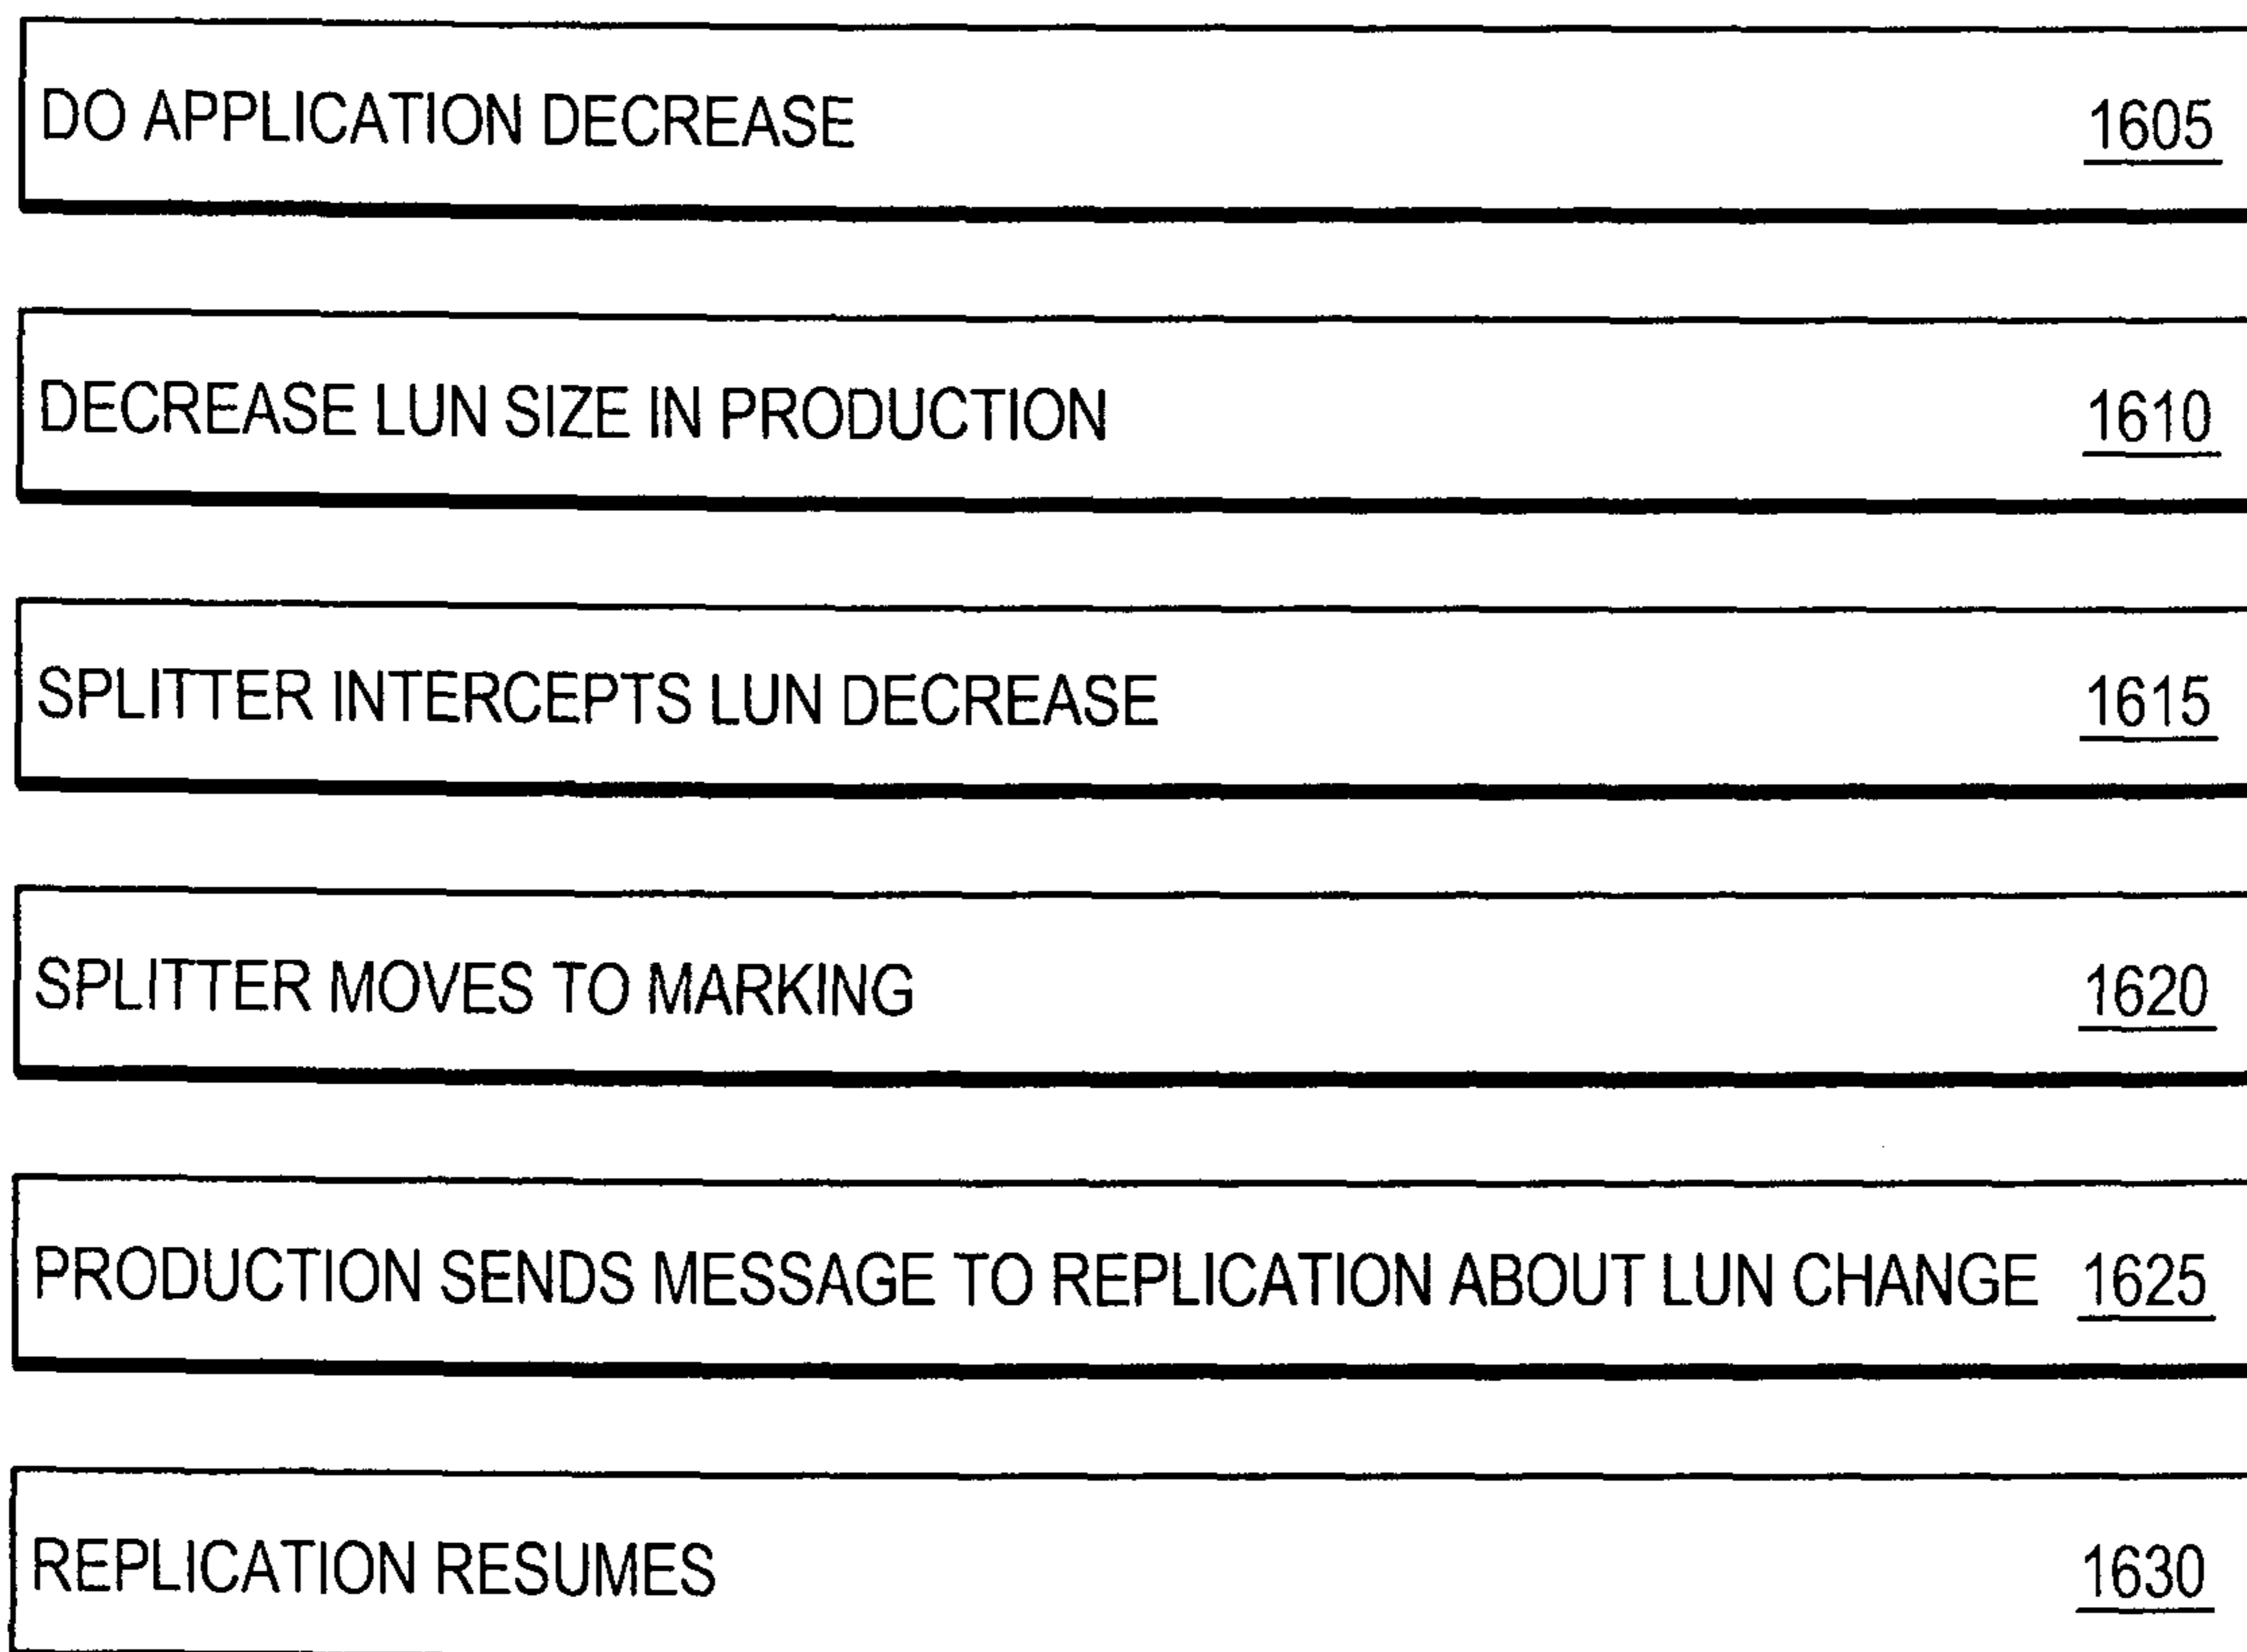 DO APPLICATION DECREASE 1605
DECREASE LUN SIZE IN PRODUCTION 1610
SPLITTER INTERCEPTS LUN DECREASE 1615
SPLITTER MOVES TO MARKING 1620
PRODUCTION SENDS MESSAGE TO REPLICATION ABOUT LUN CHANGE 1625
REPLICATION RESUMES 1630